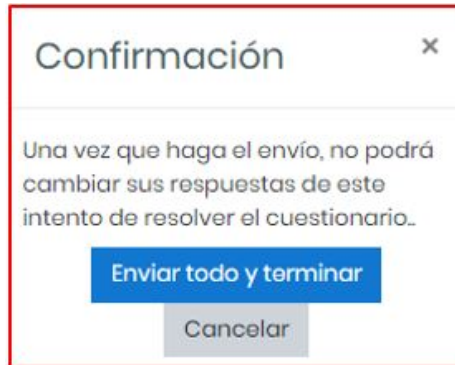 Confirmación ×
Una vez que haga el envío, no podrá
cambiar sus respuestas de este
intento de resolver el cuestionario..
Enviar todo y terminar
Cancelar